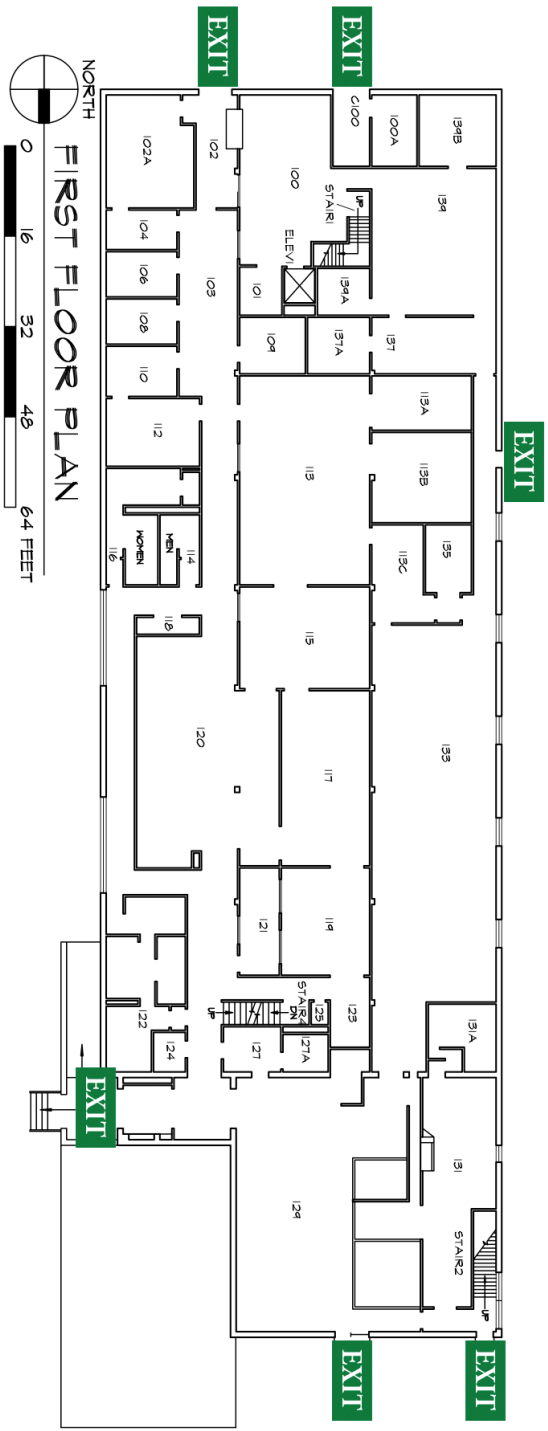 EXIT
EXIT
C100
100A
139B
139
102A
102
100
STAIR1
UP
ELEV1
103
104
101
139A
106
108
109
137A
137
110
112
113
113A
113B
113C
135
MEN
114
WOMEN
116
118
115
133
120
117
121
119
STAIR4
UP
DN
125
123
122
124
127
127A
131A
131
129
STAIR2
UP
EXIT
EXIT
EXIT
EXIT
NORTH
FIRST FLOOR PLAN
0 16 32 48 64 FEET